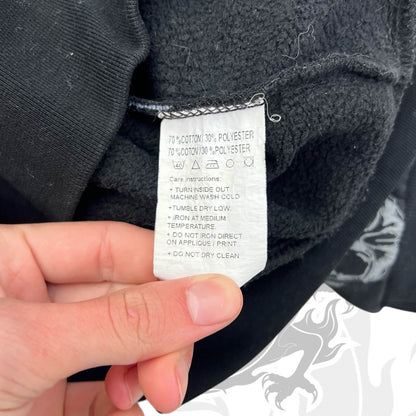 70 %COTTON / 30% POLYESTER
70 %COTOV /30 % POLYESTER
Care instructions:
+ TURN INSIDE OUT
MACHINE WASH COLD.
+TUMBLE DRY LOW.
+ IRON AT MEDIUM
TEMPERATURE.
+ DO NOT IRON DIRECT
ON APPLIQUE / PRINT.
+ DO NOT DRY CLEAN